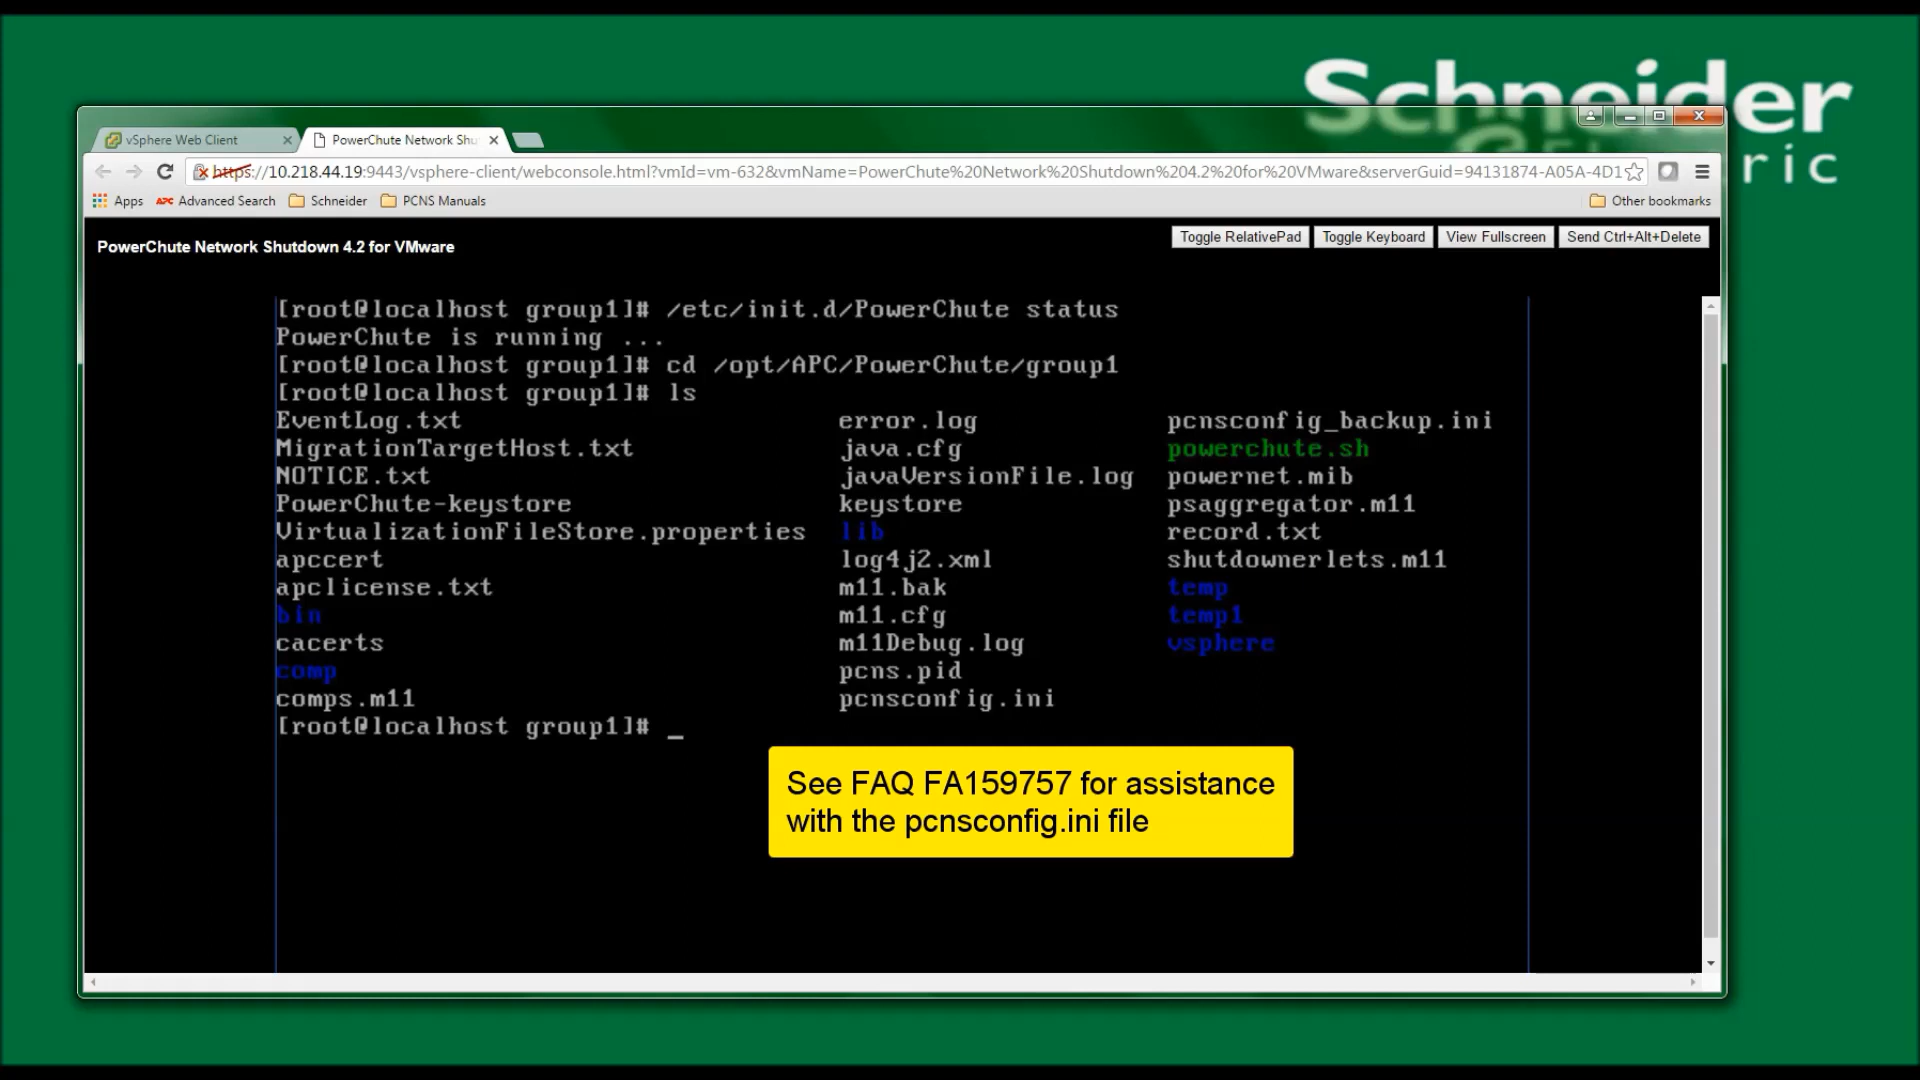 Schneider
Electric
vSphere Web Client
PowerChute Network Shu
https://10.218.44.19:9443/vsphere-client/webconsole.html?vmId=vm-632&vmName=PowerChute%20Network%20Shutdown%204.2%20for%20VMware&serverGuid=94131874-A05A-4D1
Apps APC Advanced Search Schneider PCNS Manuals Other bookmarks
PowerChute Network Shutdown 4.2 for VMware
Toggle RelativePad Toggle Keyboard View Fullscreen Send Ctrl+Alt+Delete
[root@localhost group1]# /etc/init.d/PowerChute status
PowerChute is running ...
[root@localhost group1]# cd /opt/APC/PowerChute/group1
[root@localhost group1]# ls
EventLog.txt error.log pcnsconfig_backup.ini
MigrationTargetHost.txt java.cfg powerchute.sh
NOTICE.txt javaVersionFile.log powernet.mib
PowerChute-keystore keystore psaggregator.m11
VirtualizationFileStore.properties lib record.txt
apccert log4j2.xml shutdownerlets.m11
apclicense.txt m11.bak temp
bin m11.cfg temp1
cacerts m11Debug.log vsphere
comp pcns.pid
comps.m11 pcnsconfig.ini
[root@localhost group1]# _
See FAQ FA159757 for assistance
with the pcnsconfig.ini file